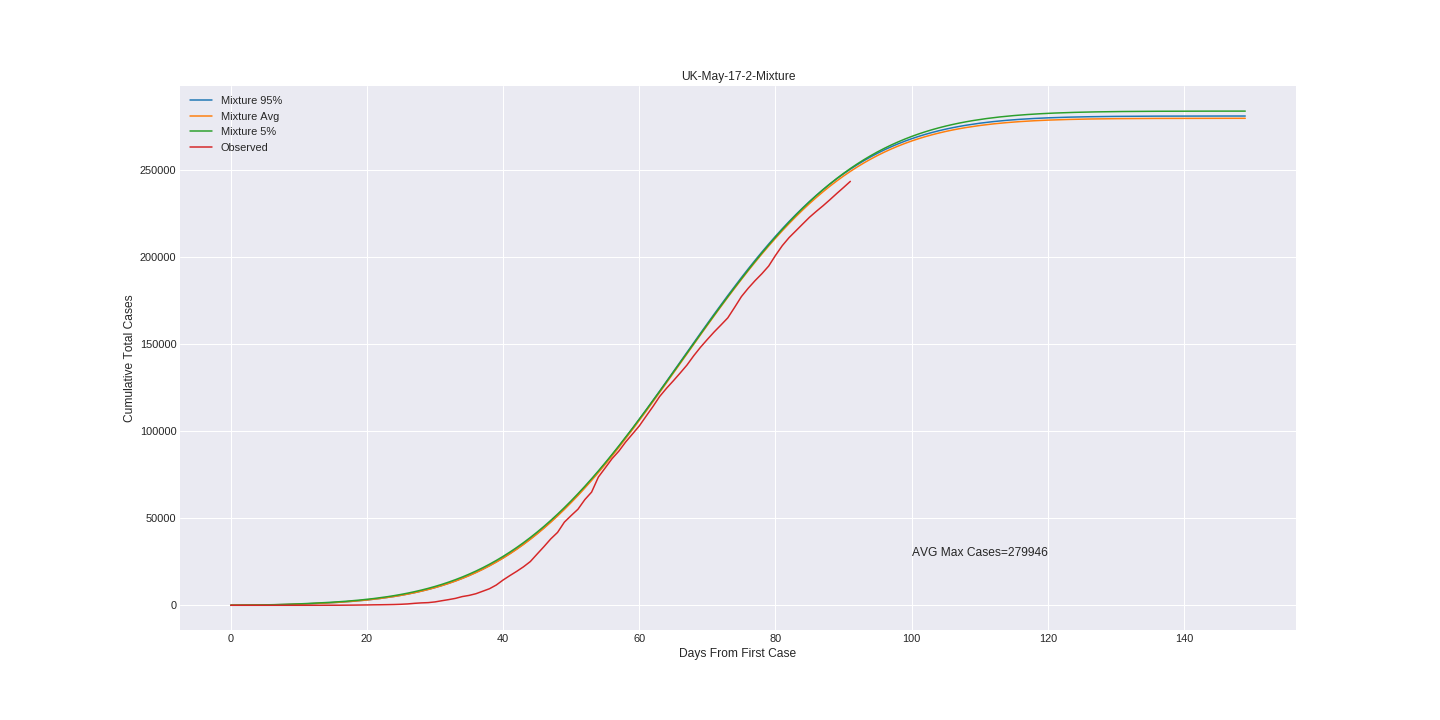 UK-May-17-2-Mixture
Mixture 95%
Mixture Avg
Mixture 5%
Observed
250000
200000
150000
100000
50000
0
Cumulative Total Cases
AVG Max Cases=279946
0 20 40 60 80 100 120 140
Days From First Case